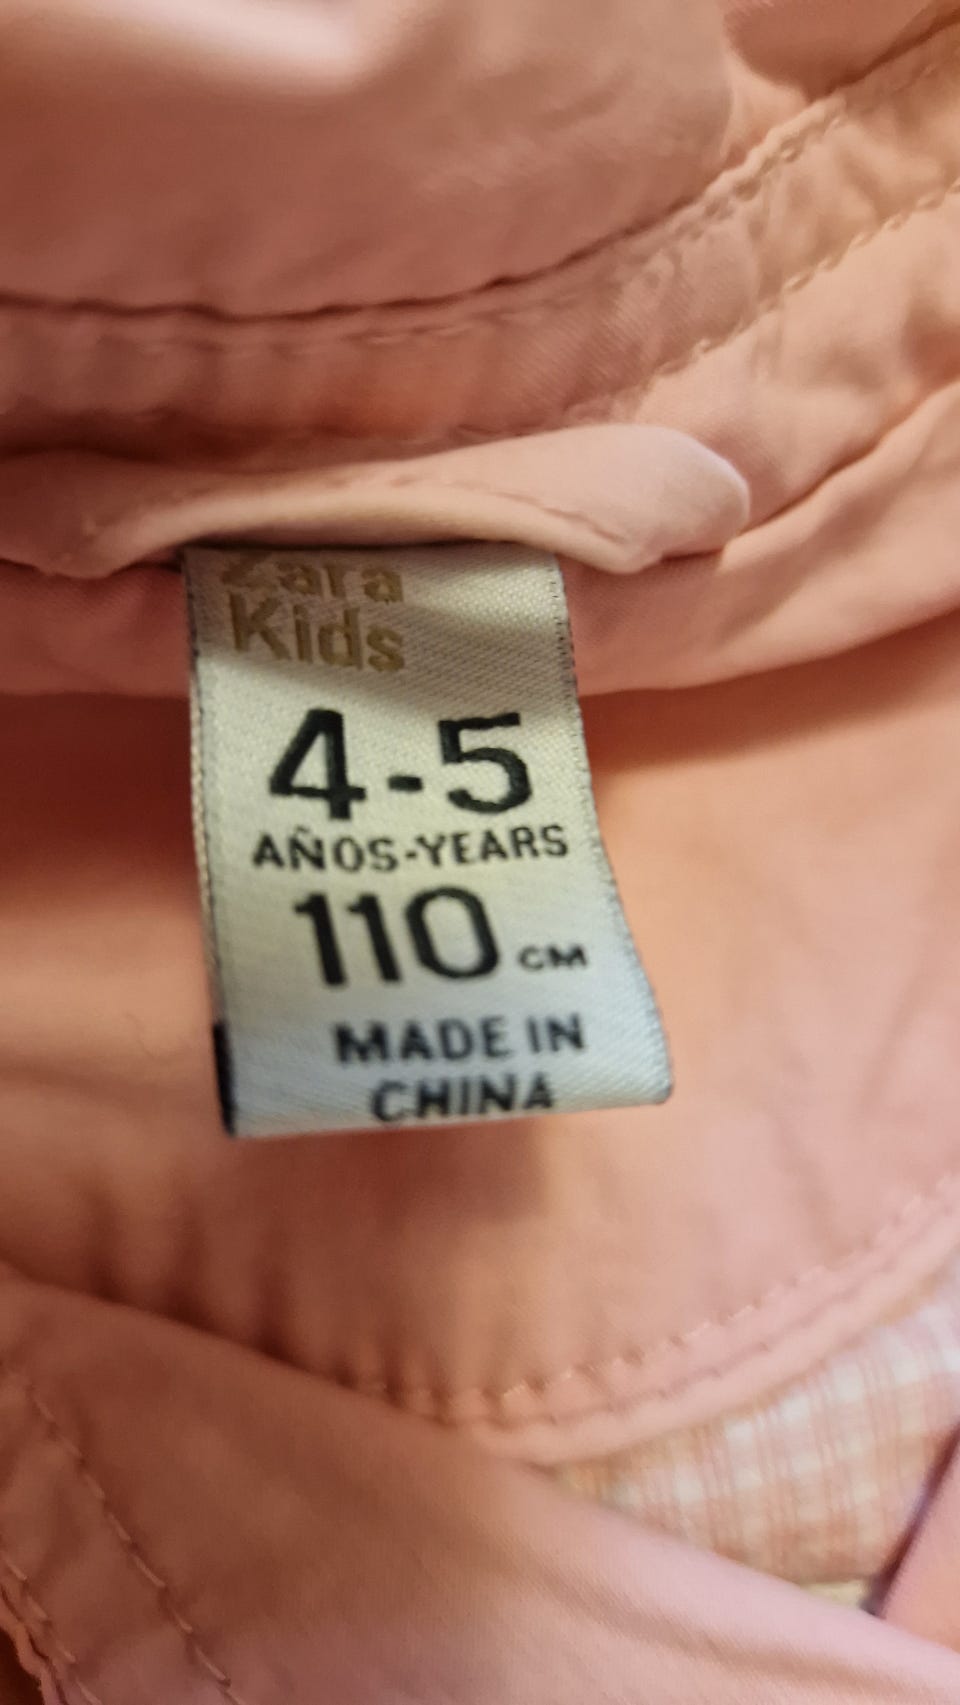 Zara
Kids
4-5
AÑOS-YEARS
110 CM
MADE IN
CHINA